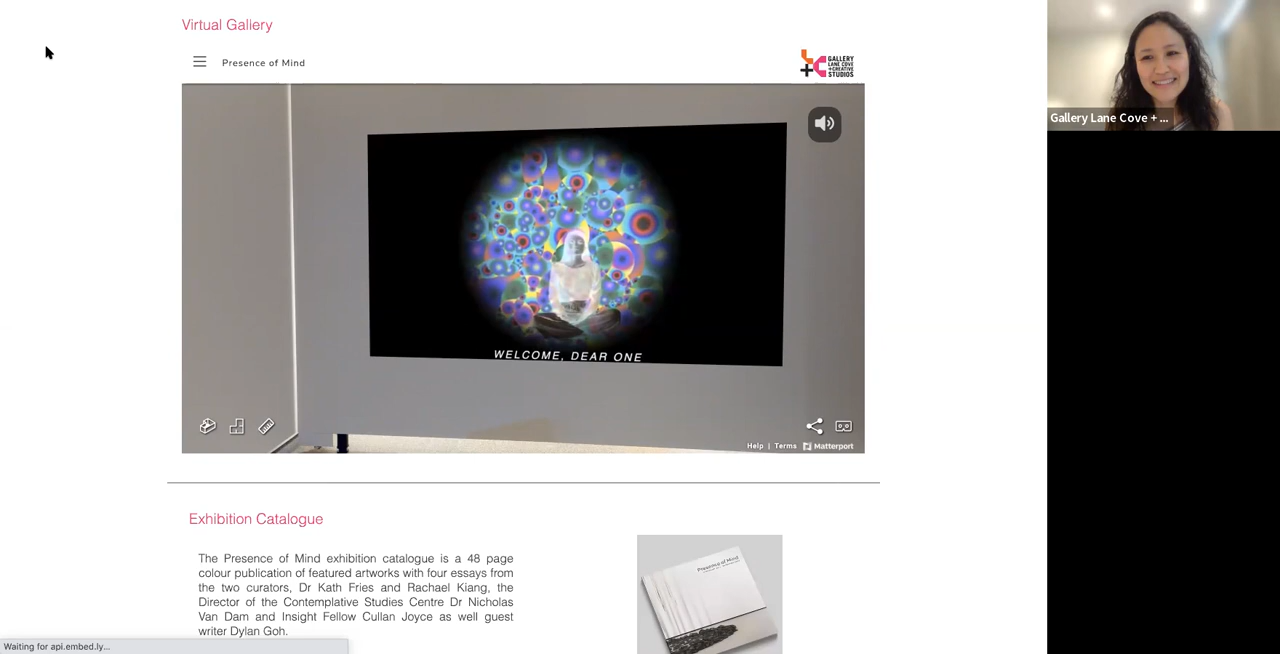 Virtual Gallery
Presence of Mind
GALLERY
LANE COVE
+CREATIVE
STUDIOS
Gallery Lane Cove + ...
WELCOME, DEAR ONE
Help | Terms Matterport
Exhibition Catalogue
The Presence of Mind exhibition catalogue is a 48 page
colour publication of featured artworks with four essays from
the two curators, Dr Kath Fries and Rachael Kiang, the
Director of the Contemplative Studies Centre Dr Nicholas
Van Dam and Insight Fellow Cullan Joyce as well guest
writer Dylan Goh.
Presence of Mind
Waiting for api.embed.ly...